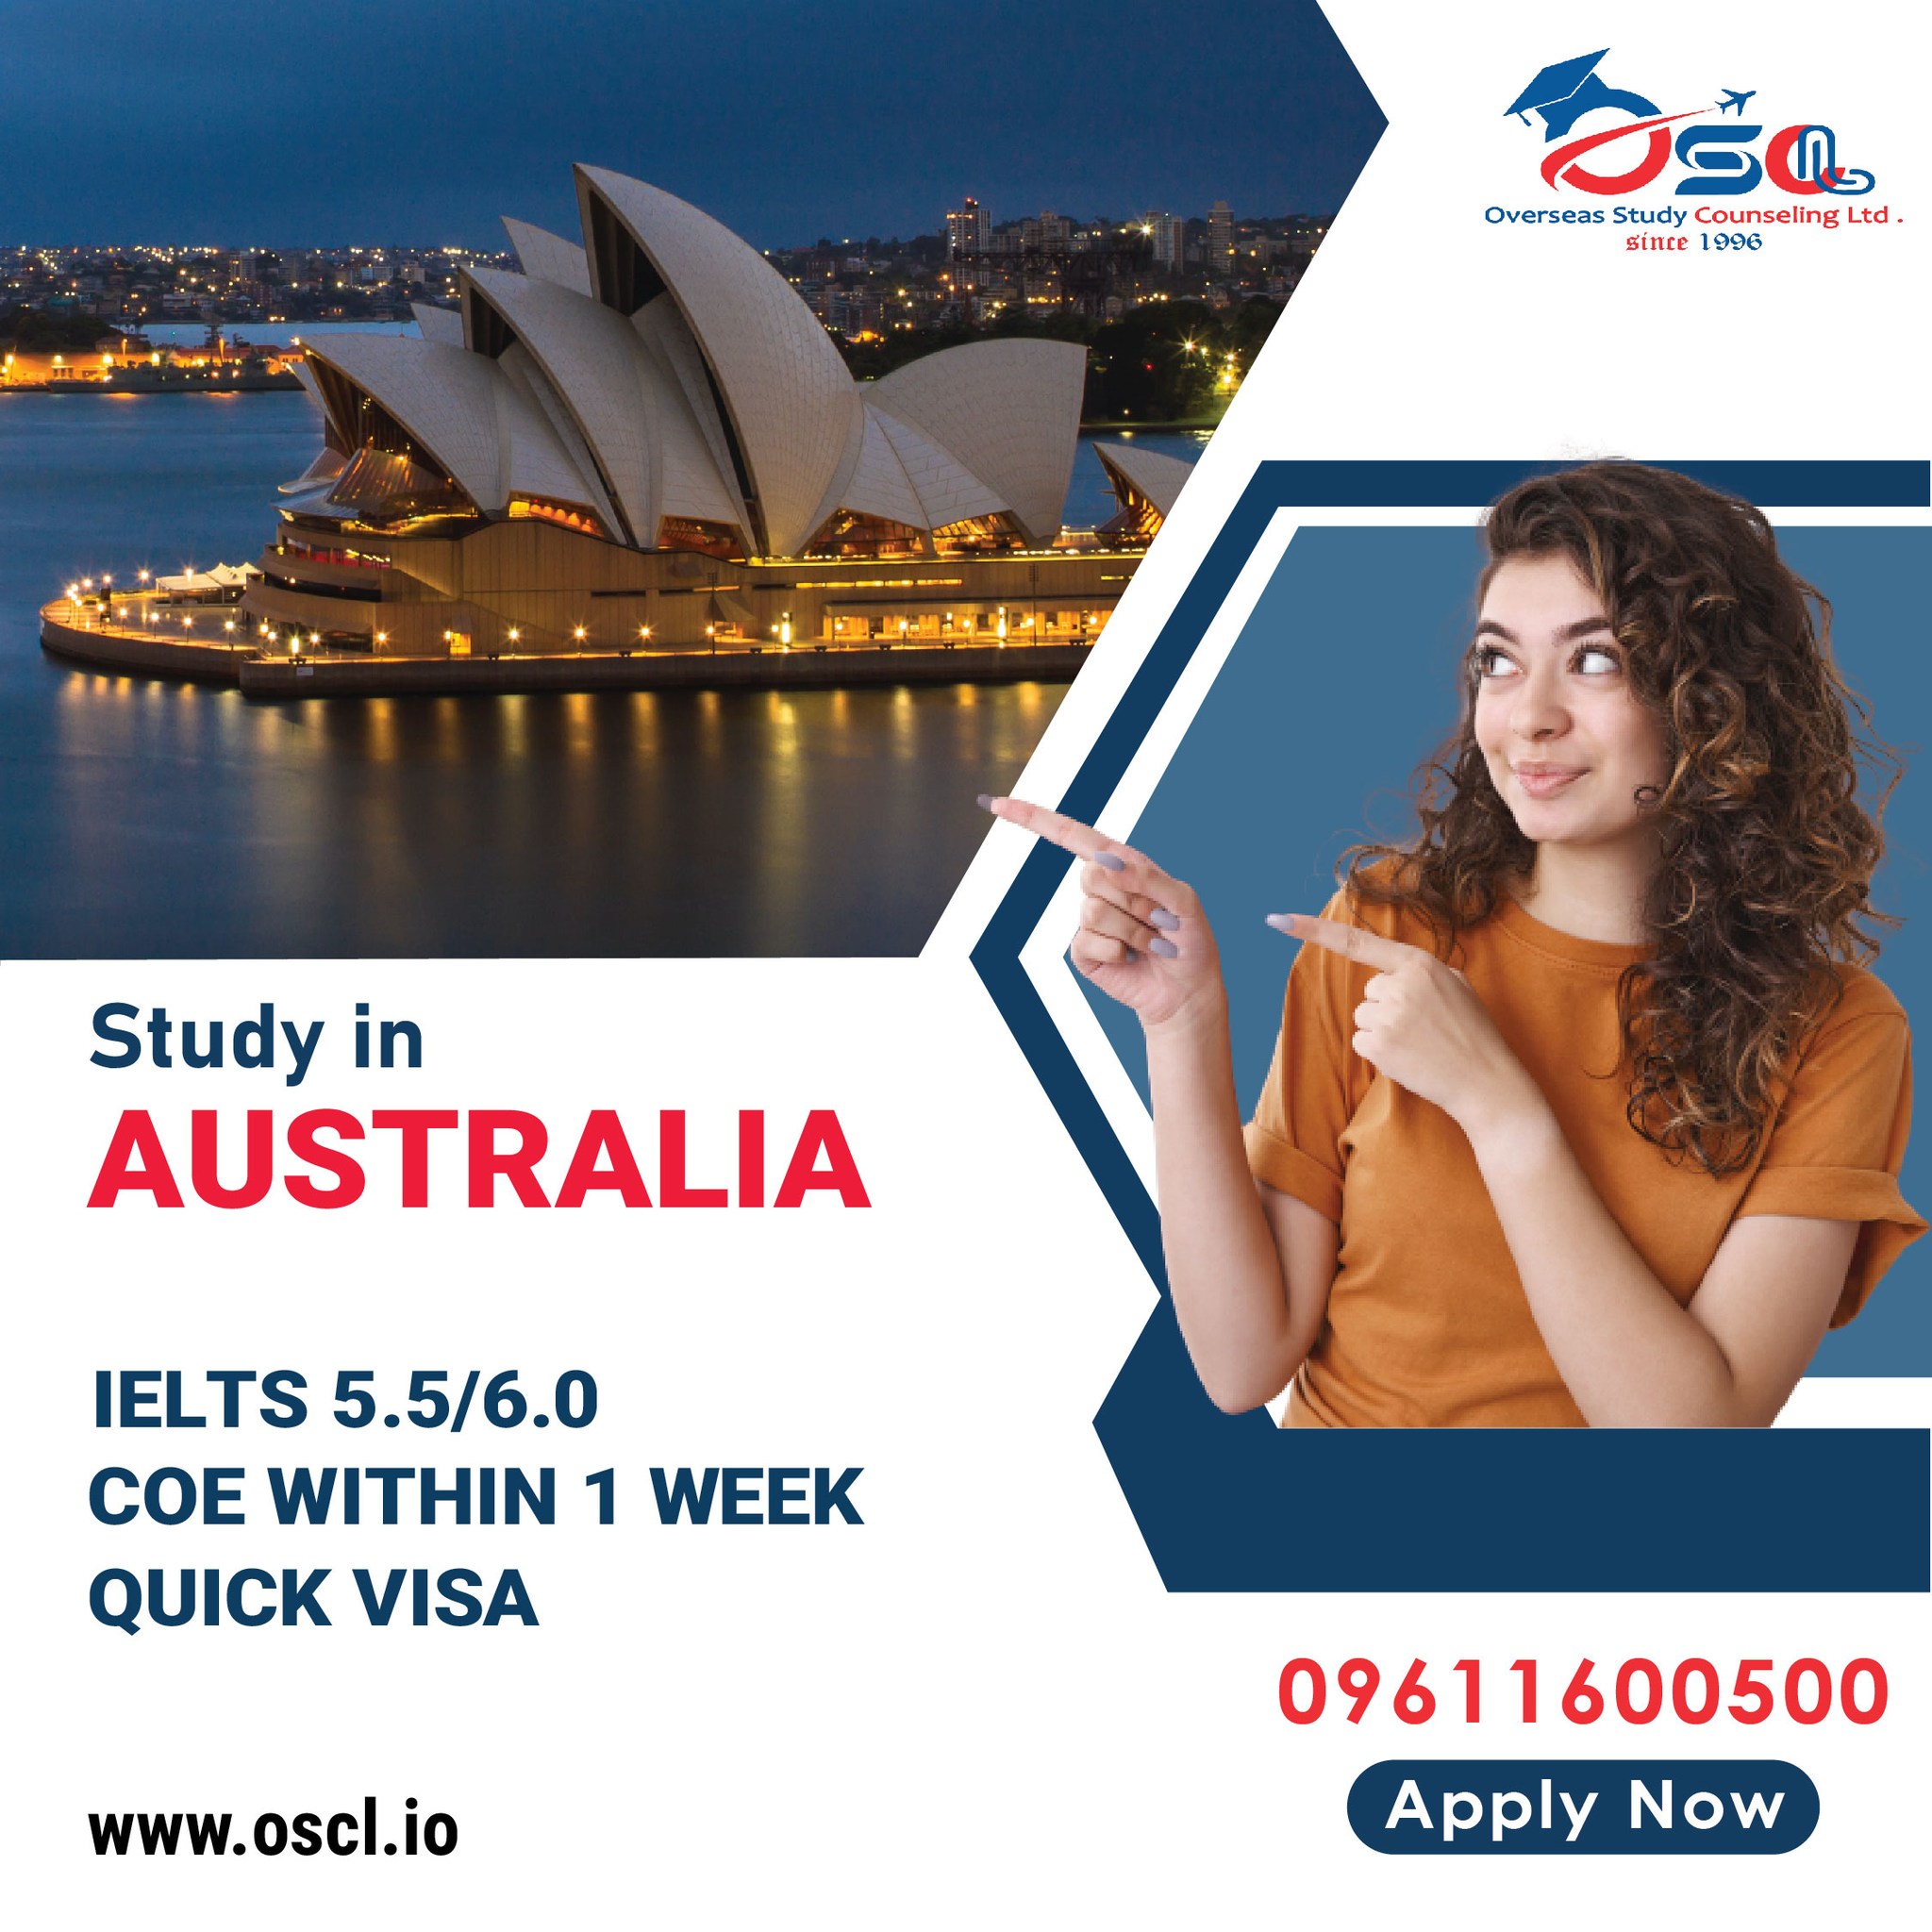 OSCL
Overseas Study Counseling Ltd .
since 1996
Study in
AUSTRALIA
IELTS 5.5/6.0
COE WITHIN 1 WEEK
QUICK VISA
09611600500
Apply Now
www.oscl.io